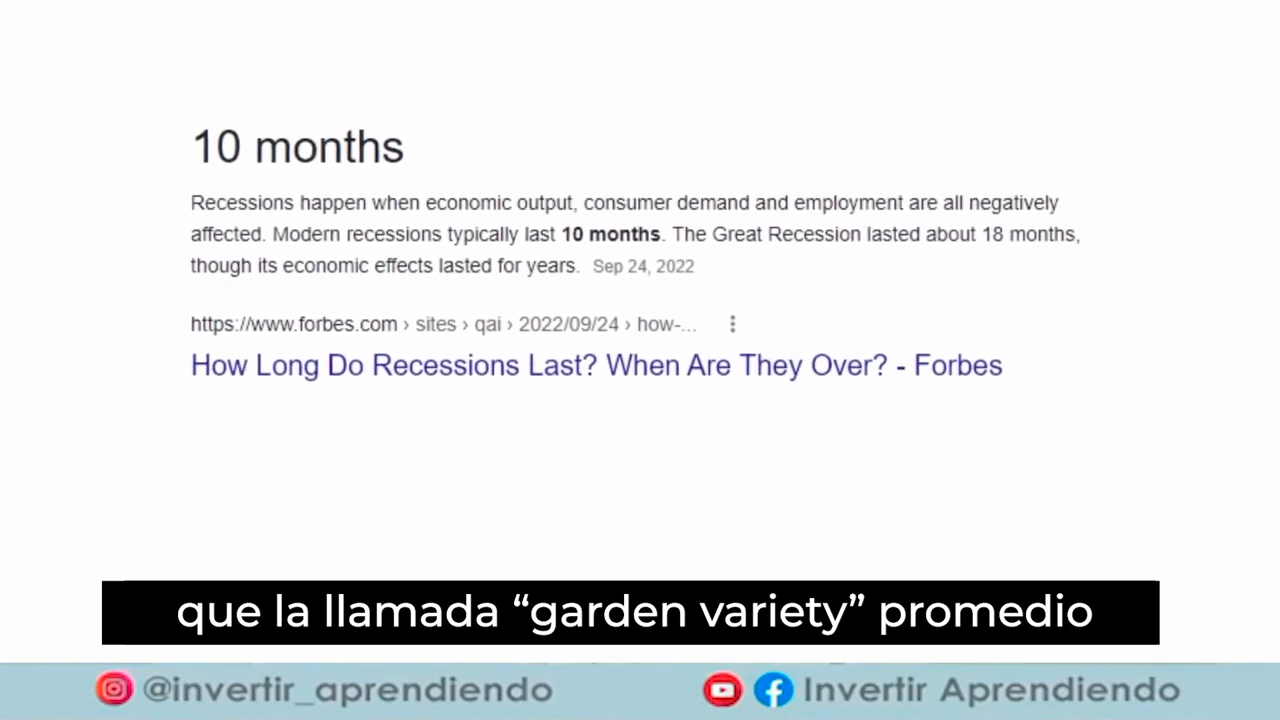 10 months
Recessions happen when economic output, consumer demand and employment are all negatively
affected. Modern recessions typically last 10 months. The Great Recession lasted about 18 months,
though its economic effects lasted for years. Sep 24, 2022
https://www.forbes.com › sites › qai › 2022/09/24 › how-...
How Long Do Recessions Last? When Are They Over? - Forbes
que la llamada “garden variety” promedio
@invertir_aprendiendo Invertir Aprendiendo